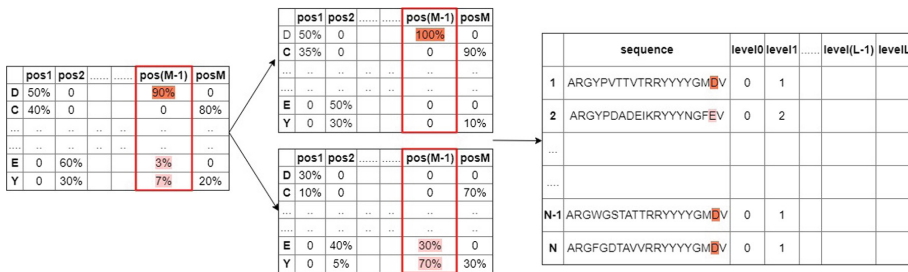 pos1 pos2 ...... ...... pos(M-1) posM
D 50% 0 90% 0
C 40% 0 0 80%
... .. .. .. ..
.... .. .. .. ..
E 0 60% 3% 0
Y 0 30% 7% 20%
pos1 pos2 ...... ...... pos(M-1) posM
D 50% 0 100% 0
C 35% 0 0 90%
... .. .. .. ..
.... .. .. .. ..
E 0 50% 0 0
Y 0 30% 0 10%
pos1 pos2 ...... ...... pos(M-1) posM
D 30% 0 0 0
C 10% 0 0 70%
... .. .. .. ..
.... .. .. .. ..
E 0 40% 30% 0
Y 0 5% 70% 30%
sequence level0 level1 level(L-1) levelL
1 ARGYPVTTVTRRYYYYGMDV 0 1
2 ARGYPDADEIKRYYYNGFEV 0 2
...
....
N-1 ARGWGSTATTRRYYYYGMDV 0 1
N ARGFGDTAVVRRYYYYGMDV 0 1